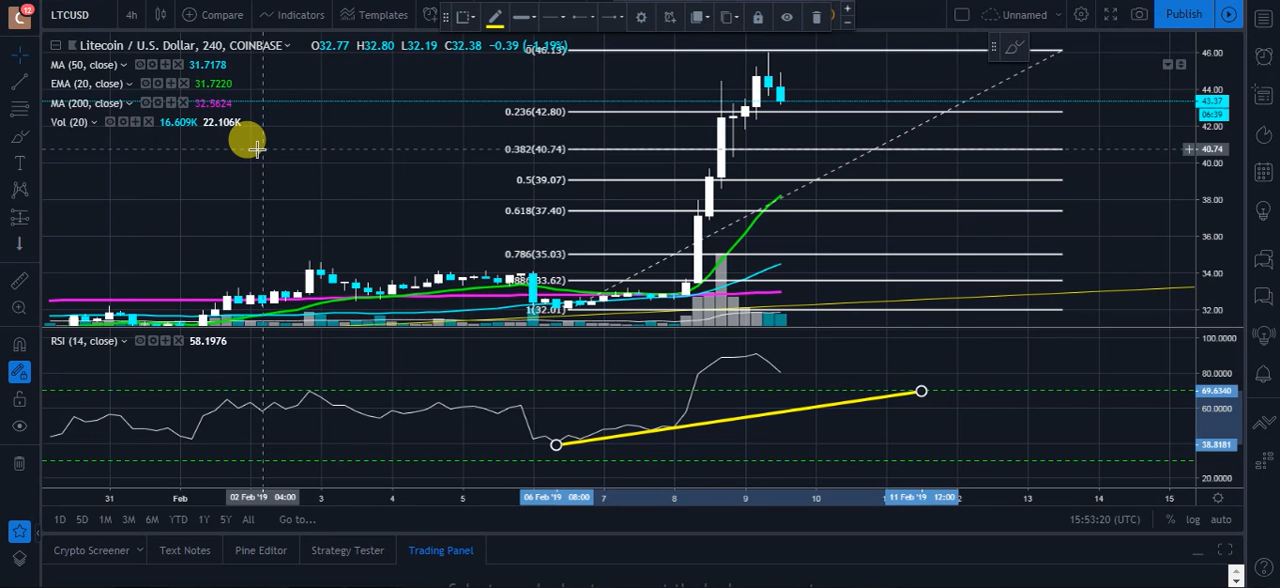 12
LTCUSD 4h Compare Indicators Templates Unnamed Publish
Litecoin / U.S. Dollar, 240, COINBASE O32.77 H32.80 L32.19 C32.38 −0.39 (−1.19%)
0(46.13)
46.00
MA (50, close) 31.7178
EMA (20, close) 31.7220
MA (200, close) 32.5624
43.37
0.236(42.80)
06:39
Vol (20) 16.609K 22.106K
42.00
0.382(40.74)
40.74
40.00
0.5(39.07)
38.00
0.618(37.40)
36.00
0.786(35.03)
34.00
1(32.01)
32.00
RSI (14, close) 58.1976
100.0000
80.0000
69.6340
60.0000
38.8181
20.0000
31 Feb 02 Feb '19 04:00 3 4 5 06 Feb '19 08:00 7 8 9 10 11 Feb '19 12:00 2 13 14 15
1D 5D 1M 3M 6M YTD 1Y 5Y All Go to... 15:53:20 (UTC) % log auto
Crypto Screener Text Notes Pine Editor Strategy Tester Trading Panel